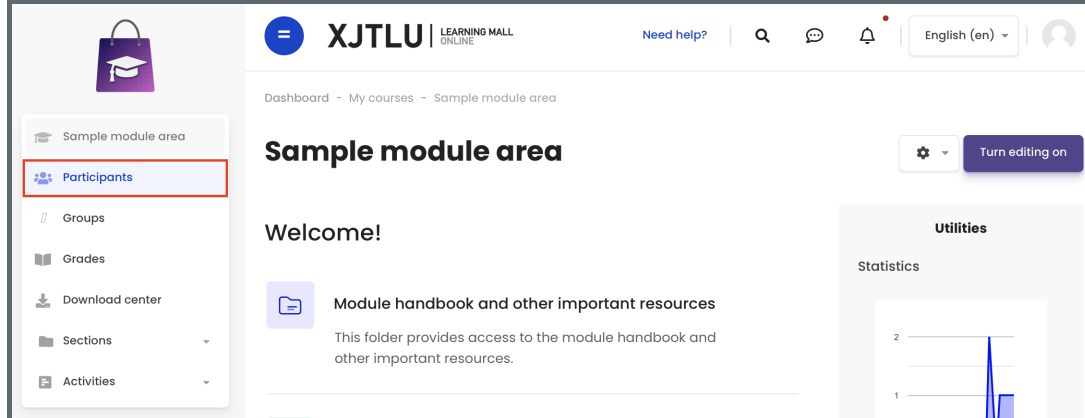 XJTLU LEARNING MALL
ONLINE
Need help?
English (en)
Sample module area
Participants
Groups
Grades
Download center
Sections
Activities
Dashboard - My courses - Sample module area
Sample module area
Turn editing on
Welcome!
Module handbook and other important resources
This folder provides access to the module handbook and
other important resources.
Utilities
Statistics
2
1